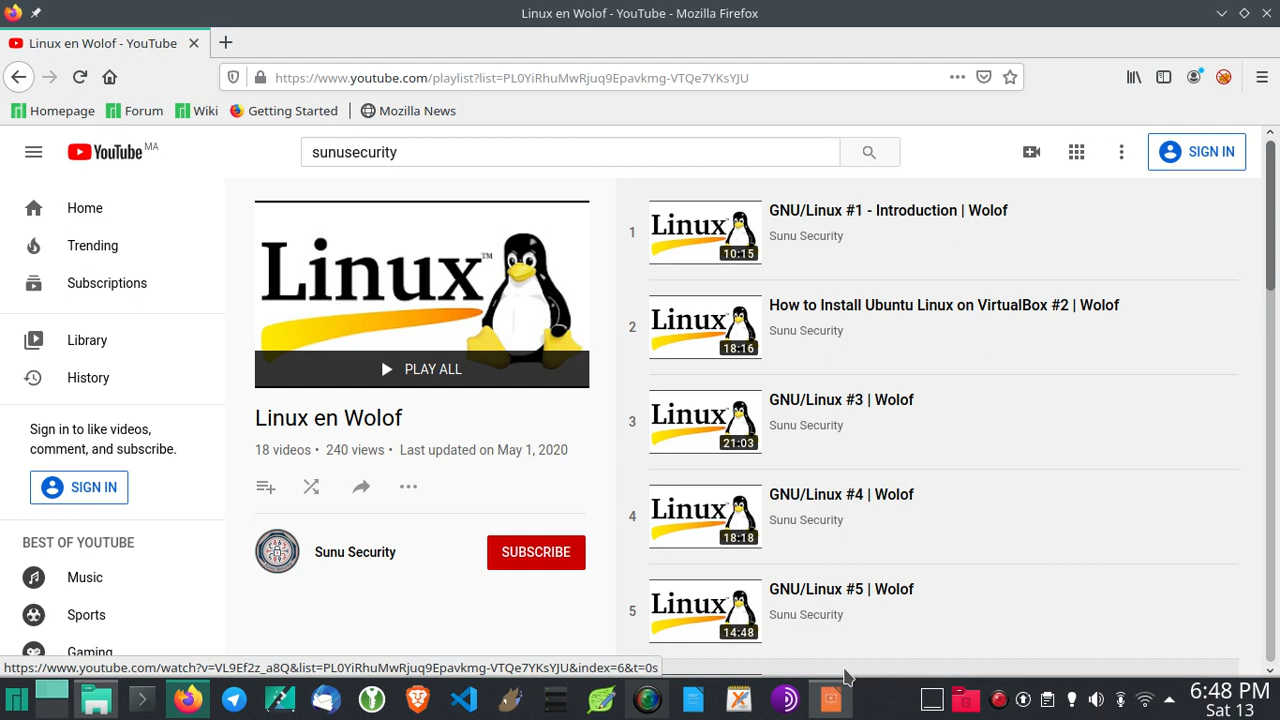 Linux en Wolof - YouTube - Mozilla Firefox
Linux en Wolof - YouTube
https://www.youtube.com/playlist?list=PL0YiRhuMwRjuq9Epavkmg-VTQe7YKsYJU
Homepage Forum Wiki Getting Started Mozilla News
YouTube MA
sunusecurity
SIGN IN
Home
Trending
Subscriptions
Library
History
Sign in to like videos,
comment, and subscribe.
SIGN IN
BEST OF YOUTUBE
Music
Sports
Gaming
Linux™
PLAY ALL
Linux en Wolof
18 videos • 240 views • Last updated on May 1, 2020
Sunu Security
SUBSCRIBE
1
Linux
10:15
GNU/Linux #1 - Introduction | Wolof
Sunu Security
2
Linux
18:16
How to Install Ubuntu Linux on VirtualBox #2 | Wolof
Sunu Security
3
Linux
21:03
GNU/Linux #3 | Wolof
Sunu Security
4
Linux
18:18
GNU/Linux #4 | Wolof
Sunu Security
5
Linux
14:48
GNU/Linux #5 | Wolof
Sunu Security
https://www.youtube.com/watch?v=VL9Ef2z_a8Q&list=PL0YiRhuMwRjuq9Epavkmg-VTQe7YKsYJU&index=6&t=0s
6:48 PM
Sat 13